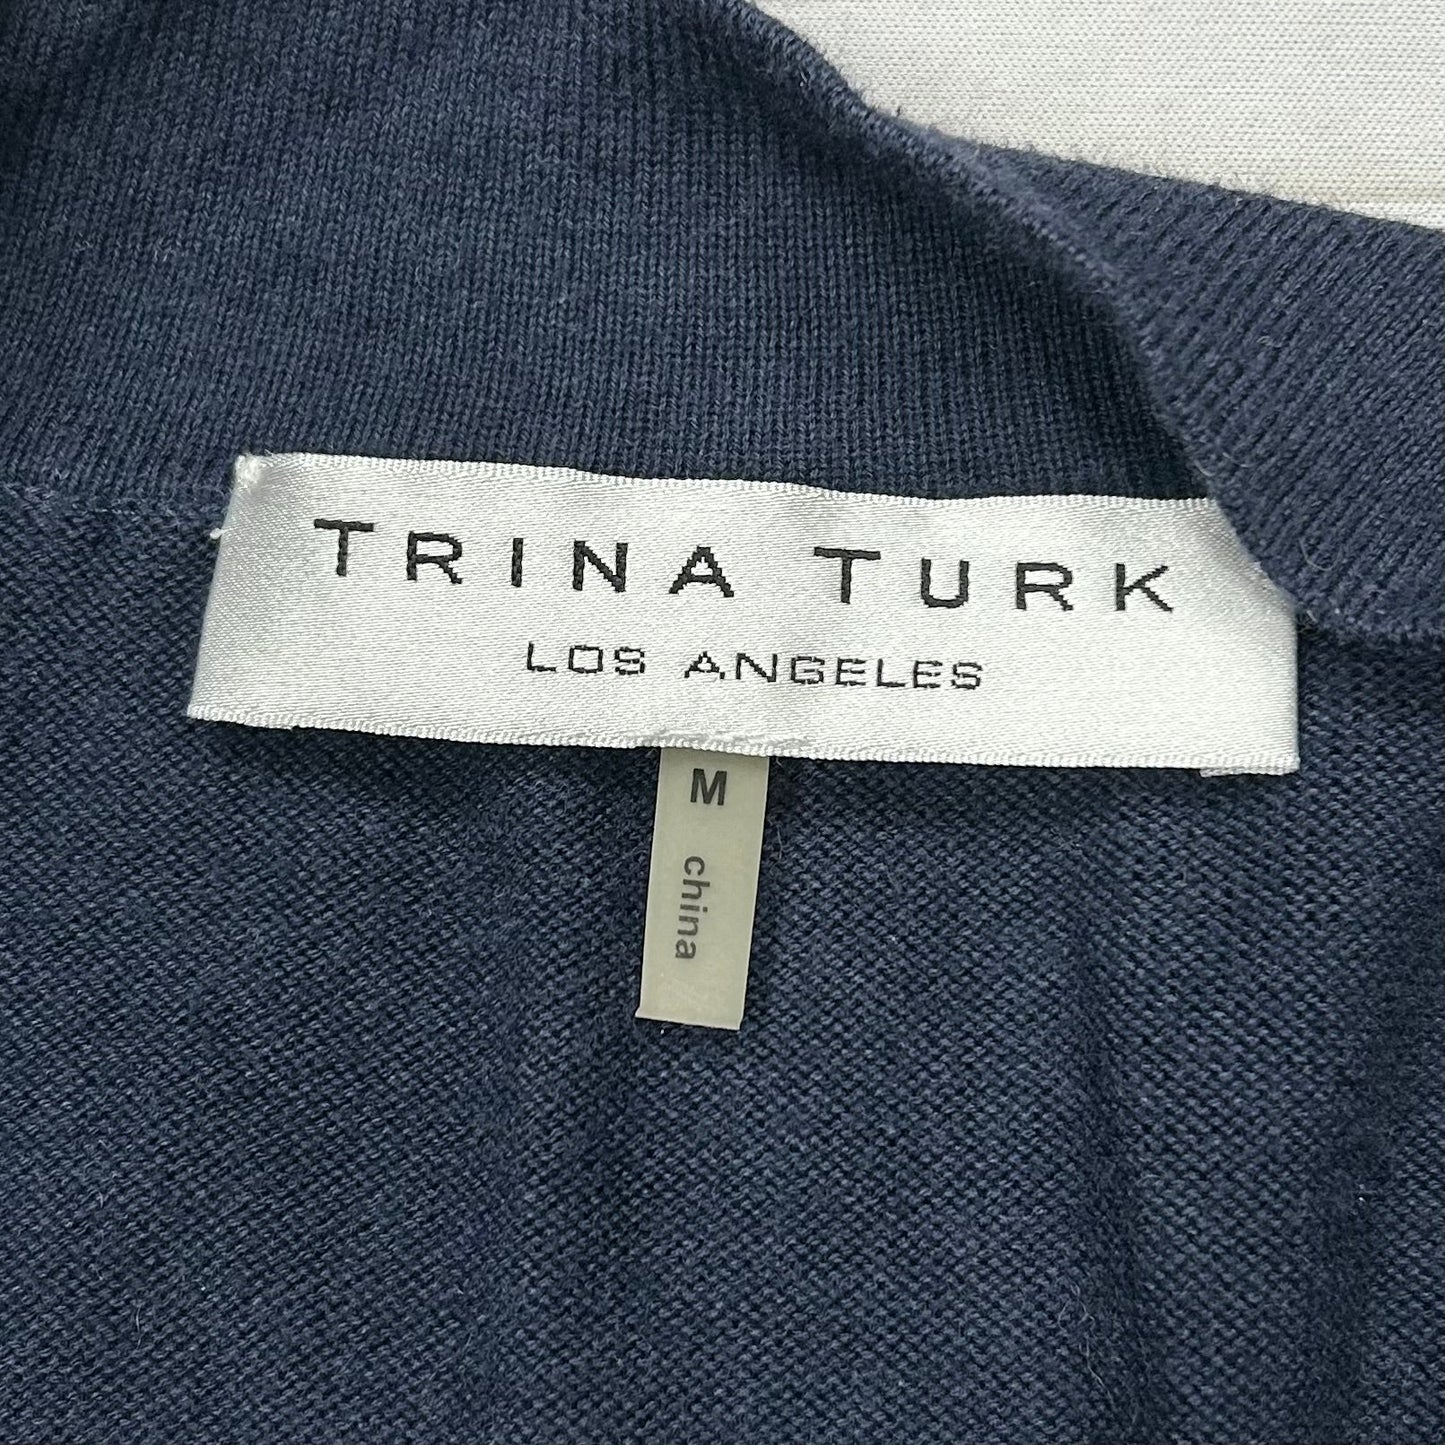 TRINA TURK
LOS ANGELES
M
china